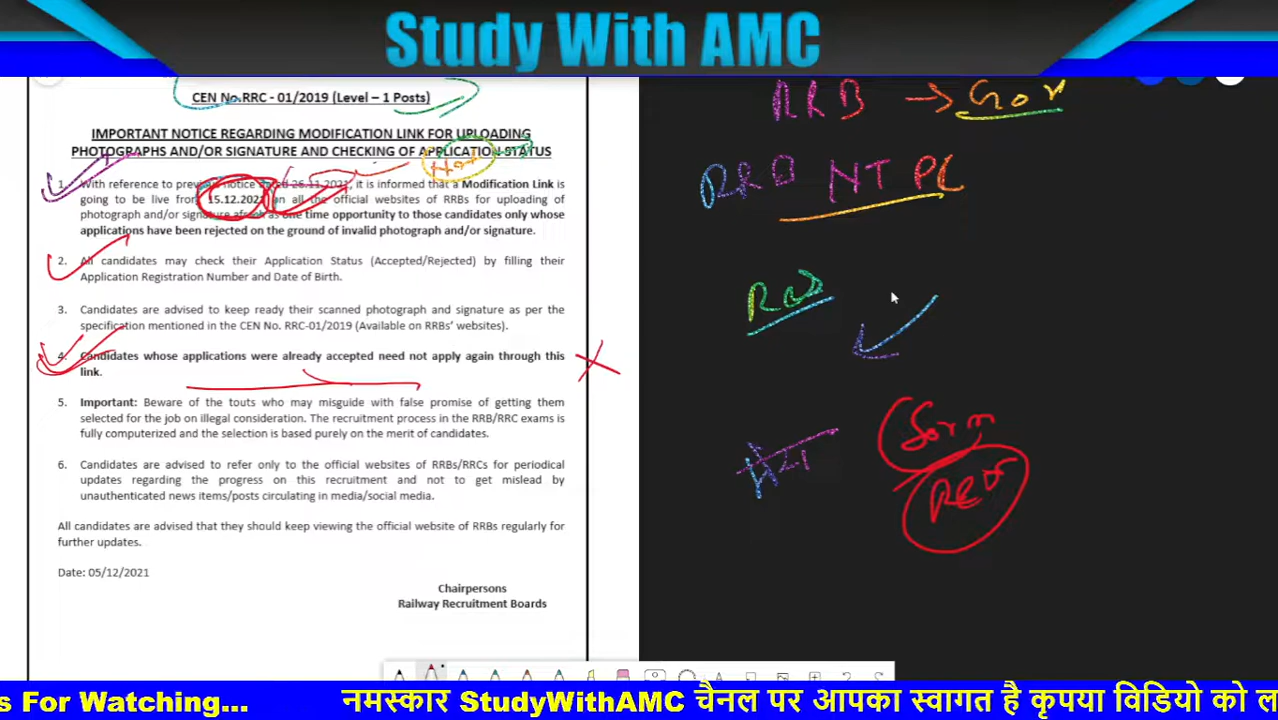 Study With AMC
CEN No.RRC - 01/2019 (Level – 1 Posts)
RRB → Gov
IMPORTANT NOTICE REGARDING MODIFICATION LINK FOR UPLOADING
PHOTOGRAPHS AND/OR SIGNATURE AND CHECKING OF APPLICATION STATUS
1. With reference to previous notice dated 26.11.2021, it is informed that a Modification Link is
going to be live from 15.12.2021 on all the official websites of RRBs for uploading of
photograph and/or signature afresh as one time opportunity to those candidates only whose
applications have been rejected on the ground of invalid photograph and/or signature.
RRB NTPC
2. All candidates may check their Application Status (Accepted/Rejected) by filling their
Application Registration Number and Date of Birth.
3. Candidates are advised to keep ready their scanned photograph and signature as per the
specification mentioned in the CEN No. RRC-01/2019 (Available on RRBs' websites).
4. Candidates whose applications were already accepted need not apply again through this
link.
5. Important: Beware of the touts who may misguide with false promise of getting them
selected for the job on illegal consideration. The recruitment process in the RRB/RRC exams is
fully computerized and the selection is based purely on the merit of candidates.
Form
6. Candidates are advised to refer only to the official websites of RRBs/RRCs for periodical
updates regarding the progress on this recruitment and not to get mislead by
unauthenticated news items/posts circulating in media/social media.
All candidates are advised that they should keep viewing the official website of RRBs regularly for
further updates.
Date: 05/12/2021
Chairpersons
Railway Recruitment Boards
s For Watching... नमस्कार StudyWithAMC चैनल पर आपका स्वागत है कृपया विडियो को ल